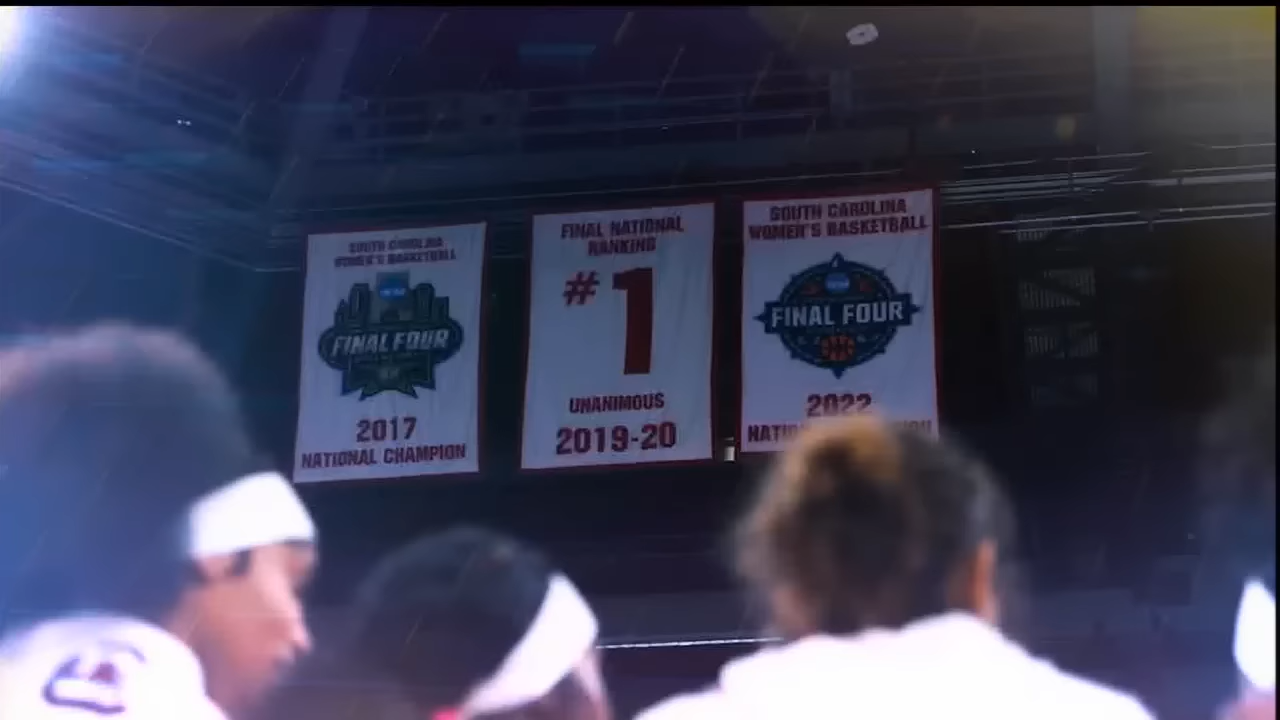 SOUTH CAROLINA
WOMEN'S BASKETBALL
FINAL FOUR
2017
NATIONAL CHAMPION
FINAL NATIONAL
RANKING
#1
UNANIMOUS
2019-20
SOUTH CAROLINA
WOMEN'S BASKETBALL
FINAL FOUR
2022